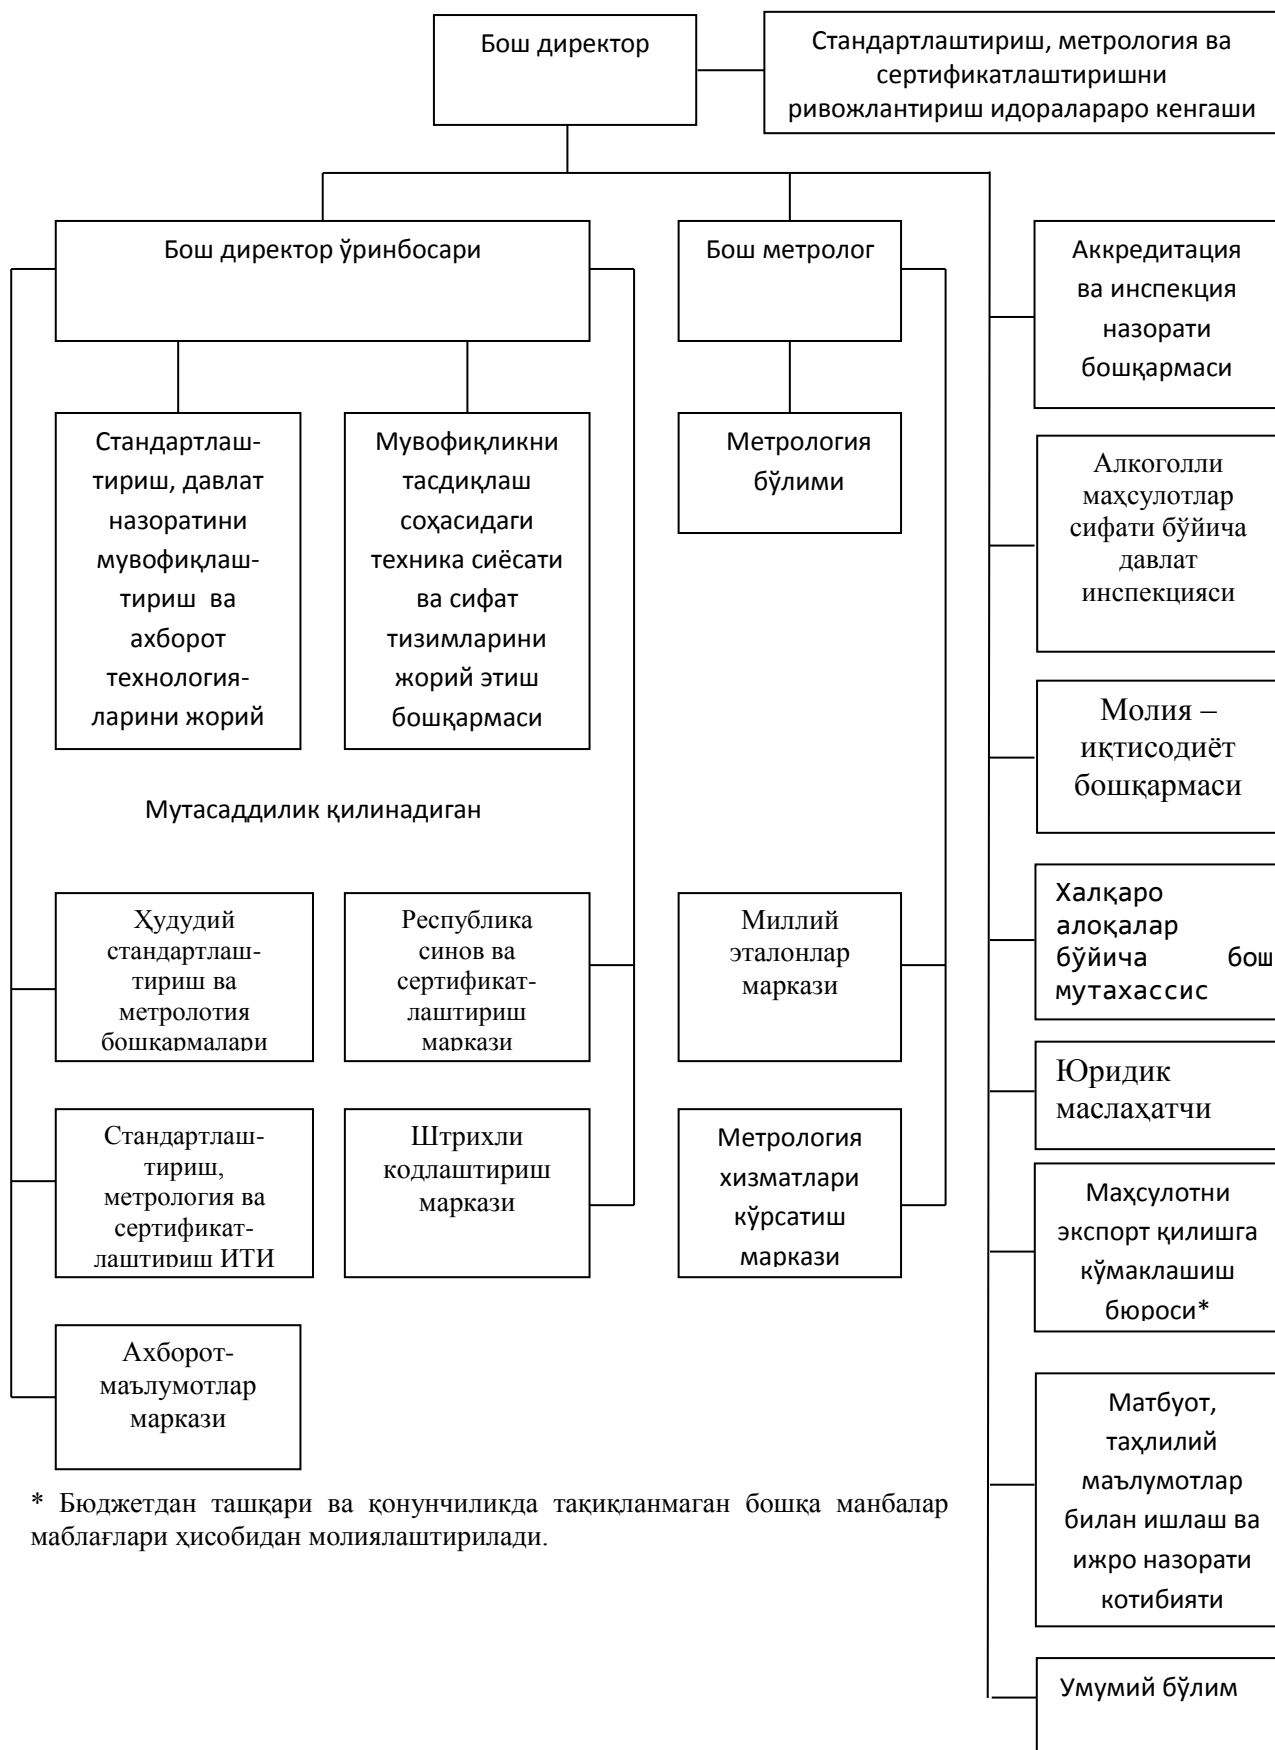 Бош директор
Стандартлаштириш, метрология ва
сертификатлаштиришни
ривожлантириш идоралараро кенгаши
Бош директор ўринбосари
Бош метролог
Аккредитация
ва инспекция
назорати
бошқармаси
Стандартлаш-
тириш, давлат
назоратини
мувофиқлаш-
тириш ва
ахборот
технология-
ларини жорий
Мувофиқликни
тасдиқлаш
соҳасидаги
техника сиёсати
ва сифат
тизимларини
жорий этиш
бошқармаси
Метрология
бўлими
Алкоголли
маҳсулотлар
сифати бўйича
давлат
инспекцияси
Молия –
иқтисодиёт
бошқармаси
Мутасаддилик қилинадиган
Халқаро
алоқалар
бўйича бош
мутахассис
Ҳудудий
стандартлаш-
тириш ва
метролотия
бошқармалари
Республика
синов ва
сертификат-
лаштириш
маркази
Миллий
эталонлар
маркази
Юридик
маслаҳатчи
Стандартлаш-
тириш,
метрология ва
сертификат-
лаштириш ИТИ
Штрихли
кодлаштириш
маркази
Метрология
хизматлари
кўрсатиш
маркази
Маҳсулотни
экспорт қилишга
кўмаклашиш
бюроси*
Ахборот-
маълумотлар
маркази
Матбуот,
таҳлилий
маълумотлар
билан ишлаш ва
ижро назорати
котибияти
* Бюджетдан ташқари ва қонунчиликда тақиқланмаган бошқа манбалар
маблағлари ҳисобидан молиялаштирилади.
Умумий бўлим